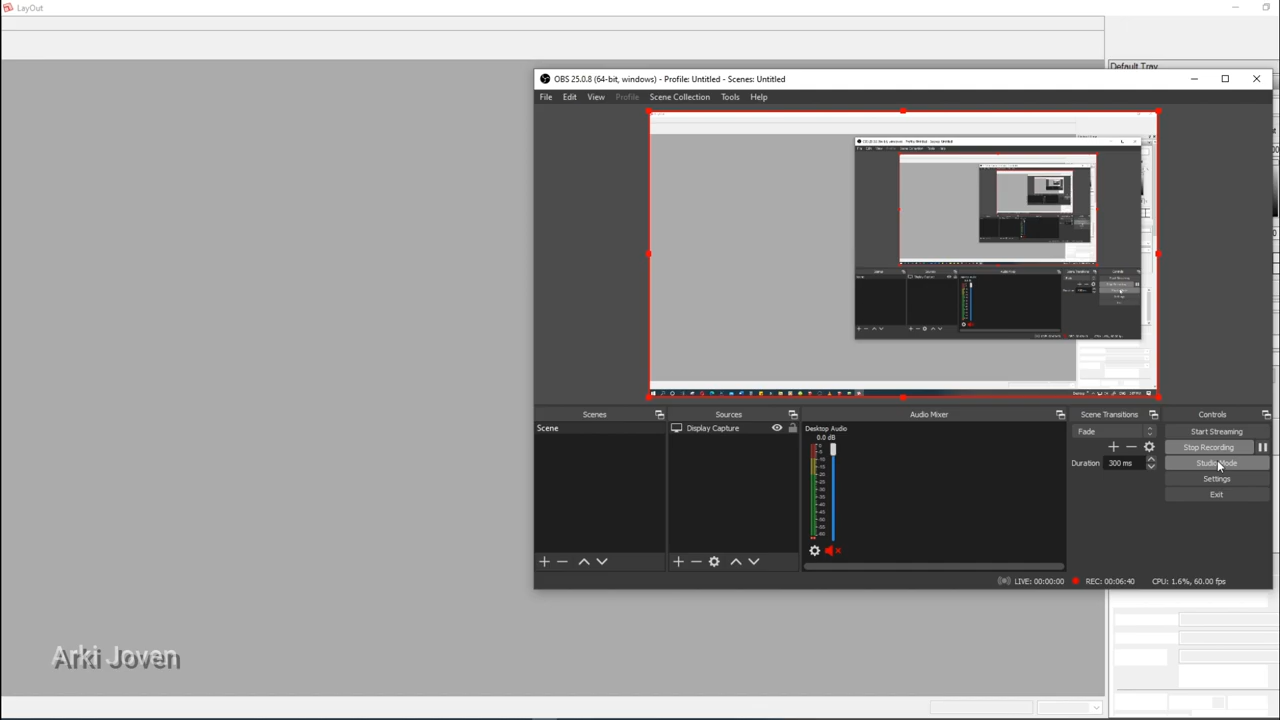 LayOut
Default Tray
OBS 25.0.8 (64-bit, windows) - Profile: Untitled - Scenes: Untitled
File Edit View Profile Scene Collection Tools Help
Scenes Sources Audio Mixer Scene Transitions Controls
Scene
Display Capture
Desktop Audio
0.0 dB
Fade
Duration 300 ms
Start Streaming
Stop Recording
Studio Mode
Settings
Exit
LIVE: 00:00:00 REC: 00:06:40 CPU: 1.6%, 60.00 fps
Arki Joven